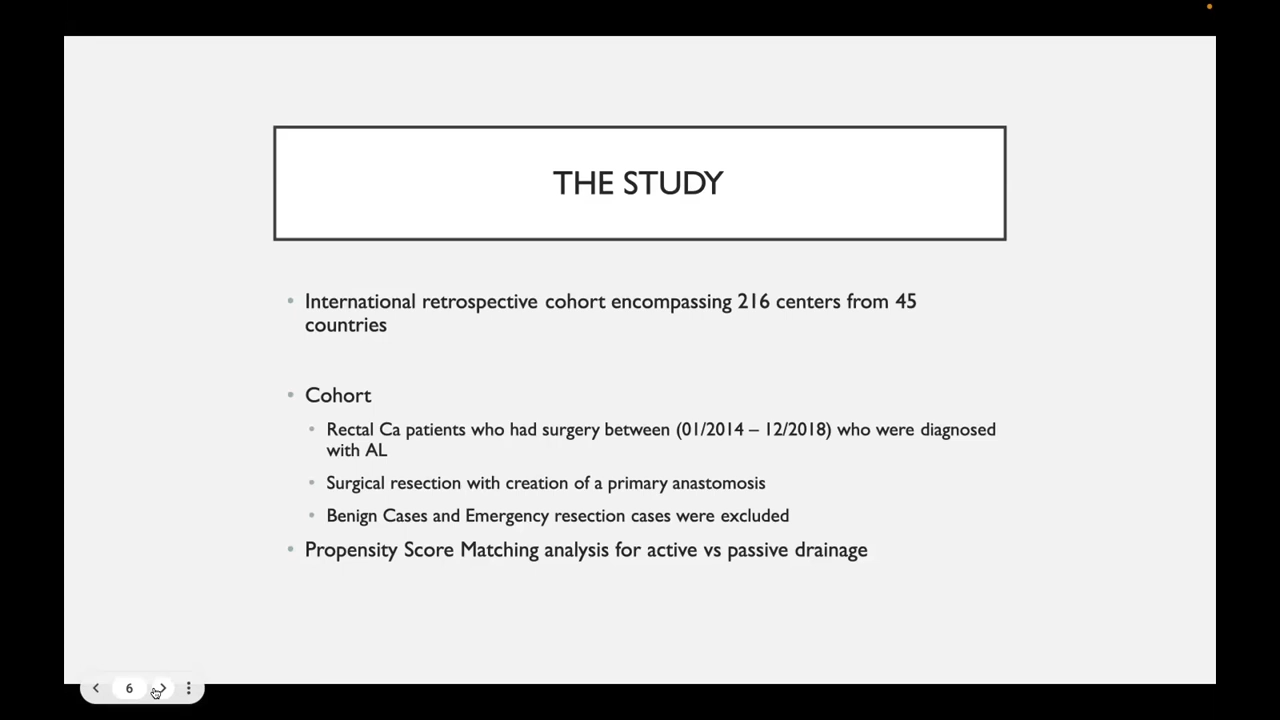 THE STUDY
• International retrospective cohort encompassing 216 centers from 45
countries
• Cohort
• Rectal Ca patients who had surgery between (01/2014 – 12/2018) who were diagnosed
with AL
• Surgical resection with creation of a primary anastomosis
• Benign Cases and Emergency resection cases were excluded
• Propensity Score Matching analysis for active vs passive drainage
6